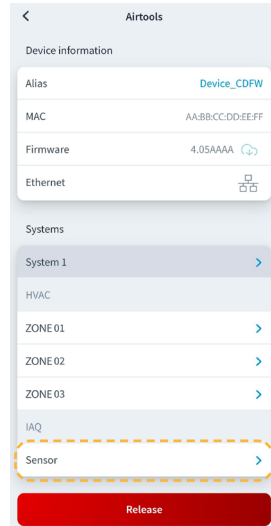 Airtools
Device information
Alias Device_CDFW
MAC AA:BB:CC:DD:EE:FF
Firmware 4.05AAAA
Ethernet
Systems
System 1
HVAC
ZONE 01
ZONE 02
ZONE 03
IAQ
Sensor
Release